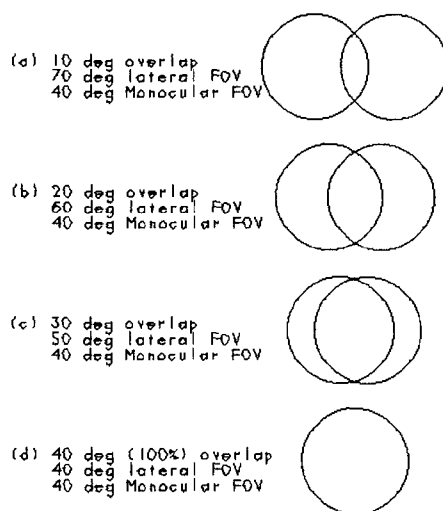 (a) 10 deg overlap
70 deg lateral FOV
40 deg Monocular FOV
(b) 20 deg overlap
60 deg lateral FOV
40 deg Monocular FOV
(c) 30 deg overlap
50 deg lateral FOV
40 deg Monocular FOV
(d) 40 deg (100%) overlap
40 deg lateral FOV
40 deg Monocular FOV